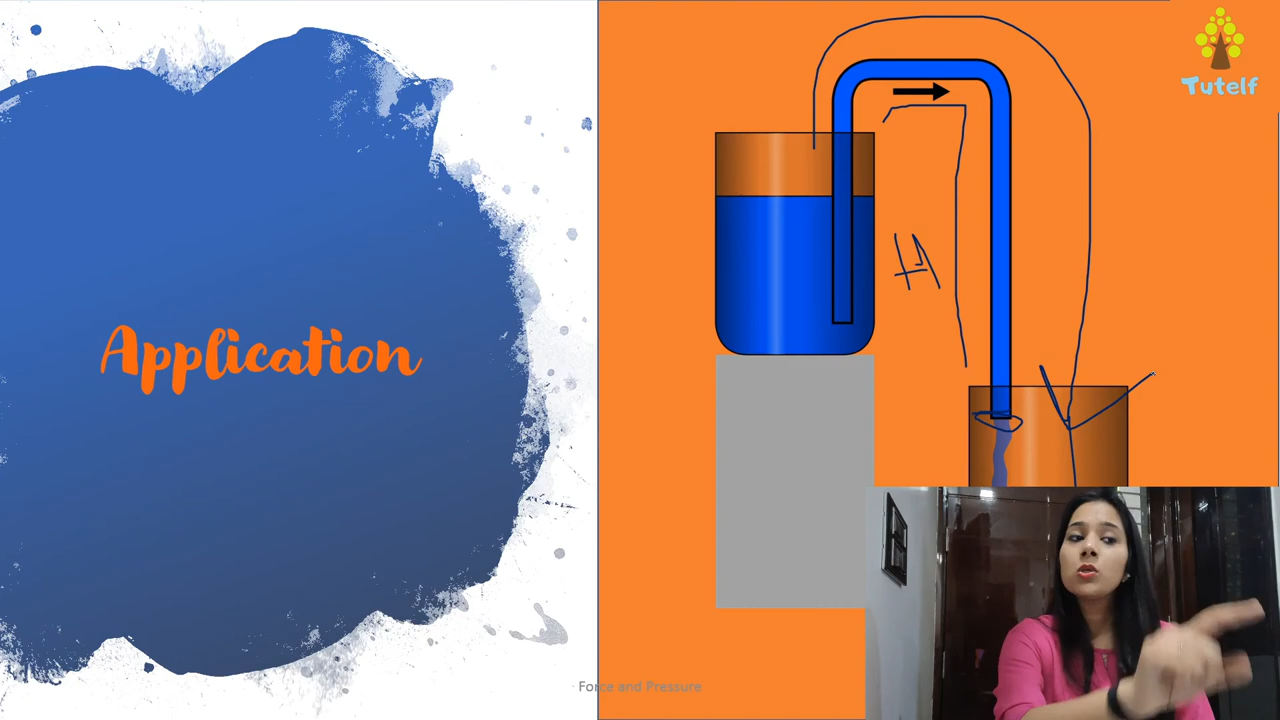 Tutelf
Application
Force and Pressure